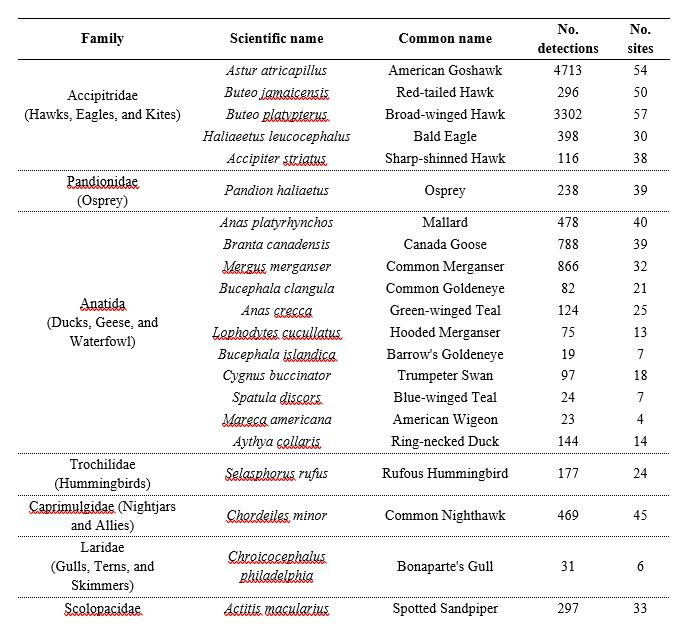 Family Scientific name Common name No. detections No. sites
Accipitridae (Hawks, Eagles, and Kites)
Astur atricapillus American Goshawk 4713 54
Buteo jamaicensis Red-tailed Hawk 296 50
Buteo platypterus Broad-winged Hawk 3302 57
Haliaeetus leucocephalus Bald Eagle 398 30
Accipiter striatus Sharp-shinned Hawk 116 38
Pandionidae (Osprey)
Pandion haliaetus Osprey 238 39
Anatida (Ducks, Geese, and Waterfowl)
Anas platyrhynchos Mallard 478 40
Branta canadensis Canada Goose 788 39
Mergus merganser Common Merganser 866 32
Bucephala clangula Common Goldeneye 82 21
Anas crecca Green-winged Teal 124 25
Lophodytes cucullatus Hooded Merganser 75 13
Bucephala islandica Barrow's Goldeneye 19 7
Cygnus buccinator Trumpeter Swan 97 18
Spatula discors Blue-winged Teal 24 7
Mareca americana American Wigeon 23 4
Aythya collaris Ring-necked Duck 144 14
Trochilidae (Hummingbirds)
Selasphorus rufus Rufous Hummingbird 177 24
Caprimulgidae (Nightjars and Allies)
Chordeiles minor Common Nighthawk 469 45
Laridae (Gulls, Terns, and Skimmers)
Chroicocephalus philadelphia Bonaparte's Gull 31 6
Scolopacidae Actitis macularius Spotted Sandpiper 297 33